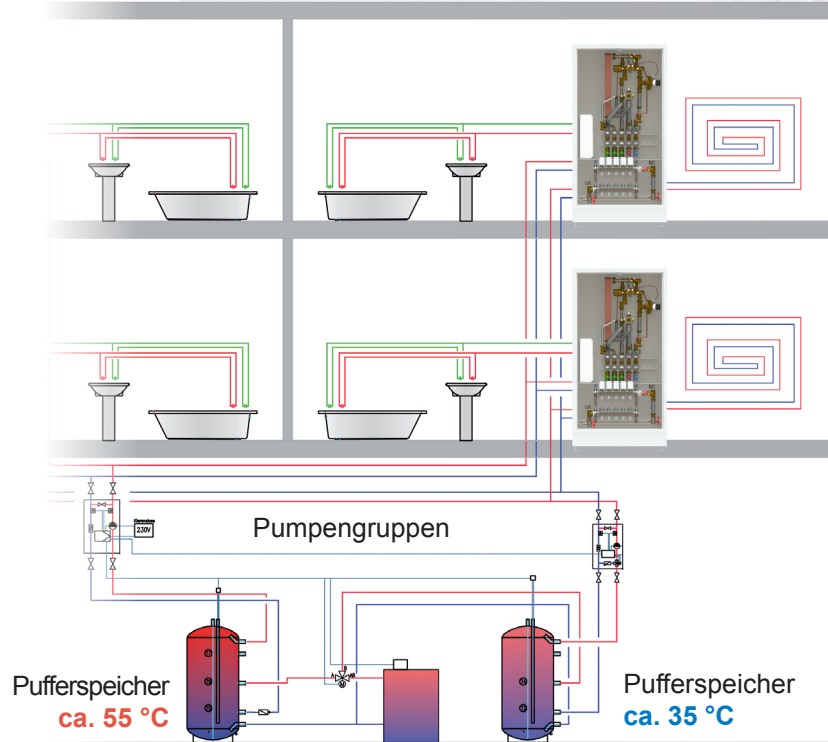 Pumpengruppen
230V
Pufferspeicher
ca. 55 °C
Pufferspeicher
ca. 35 °C